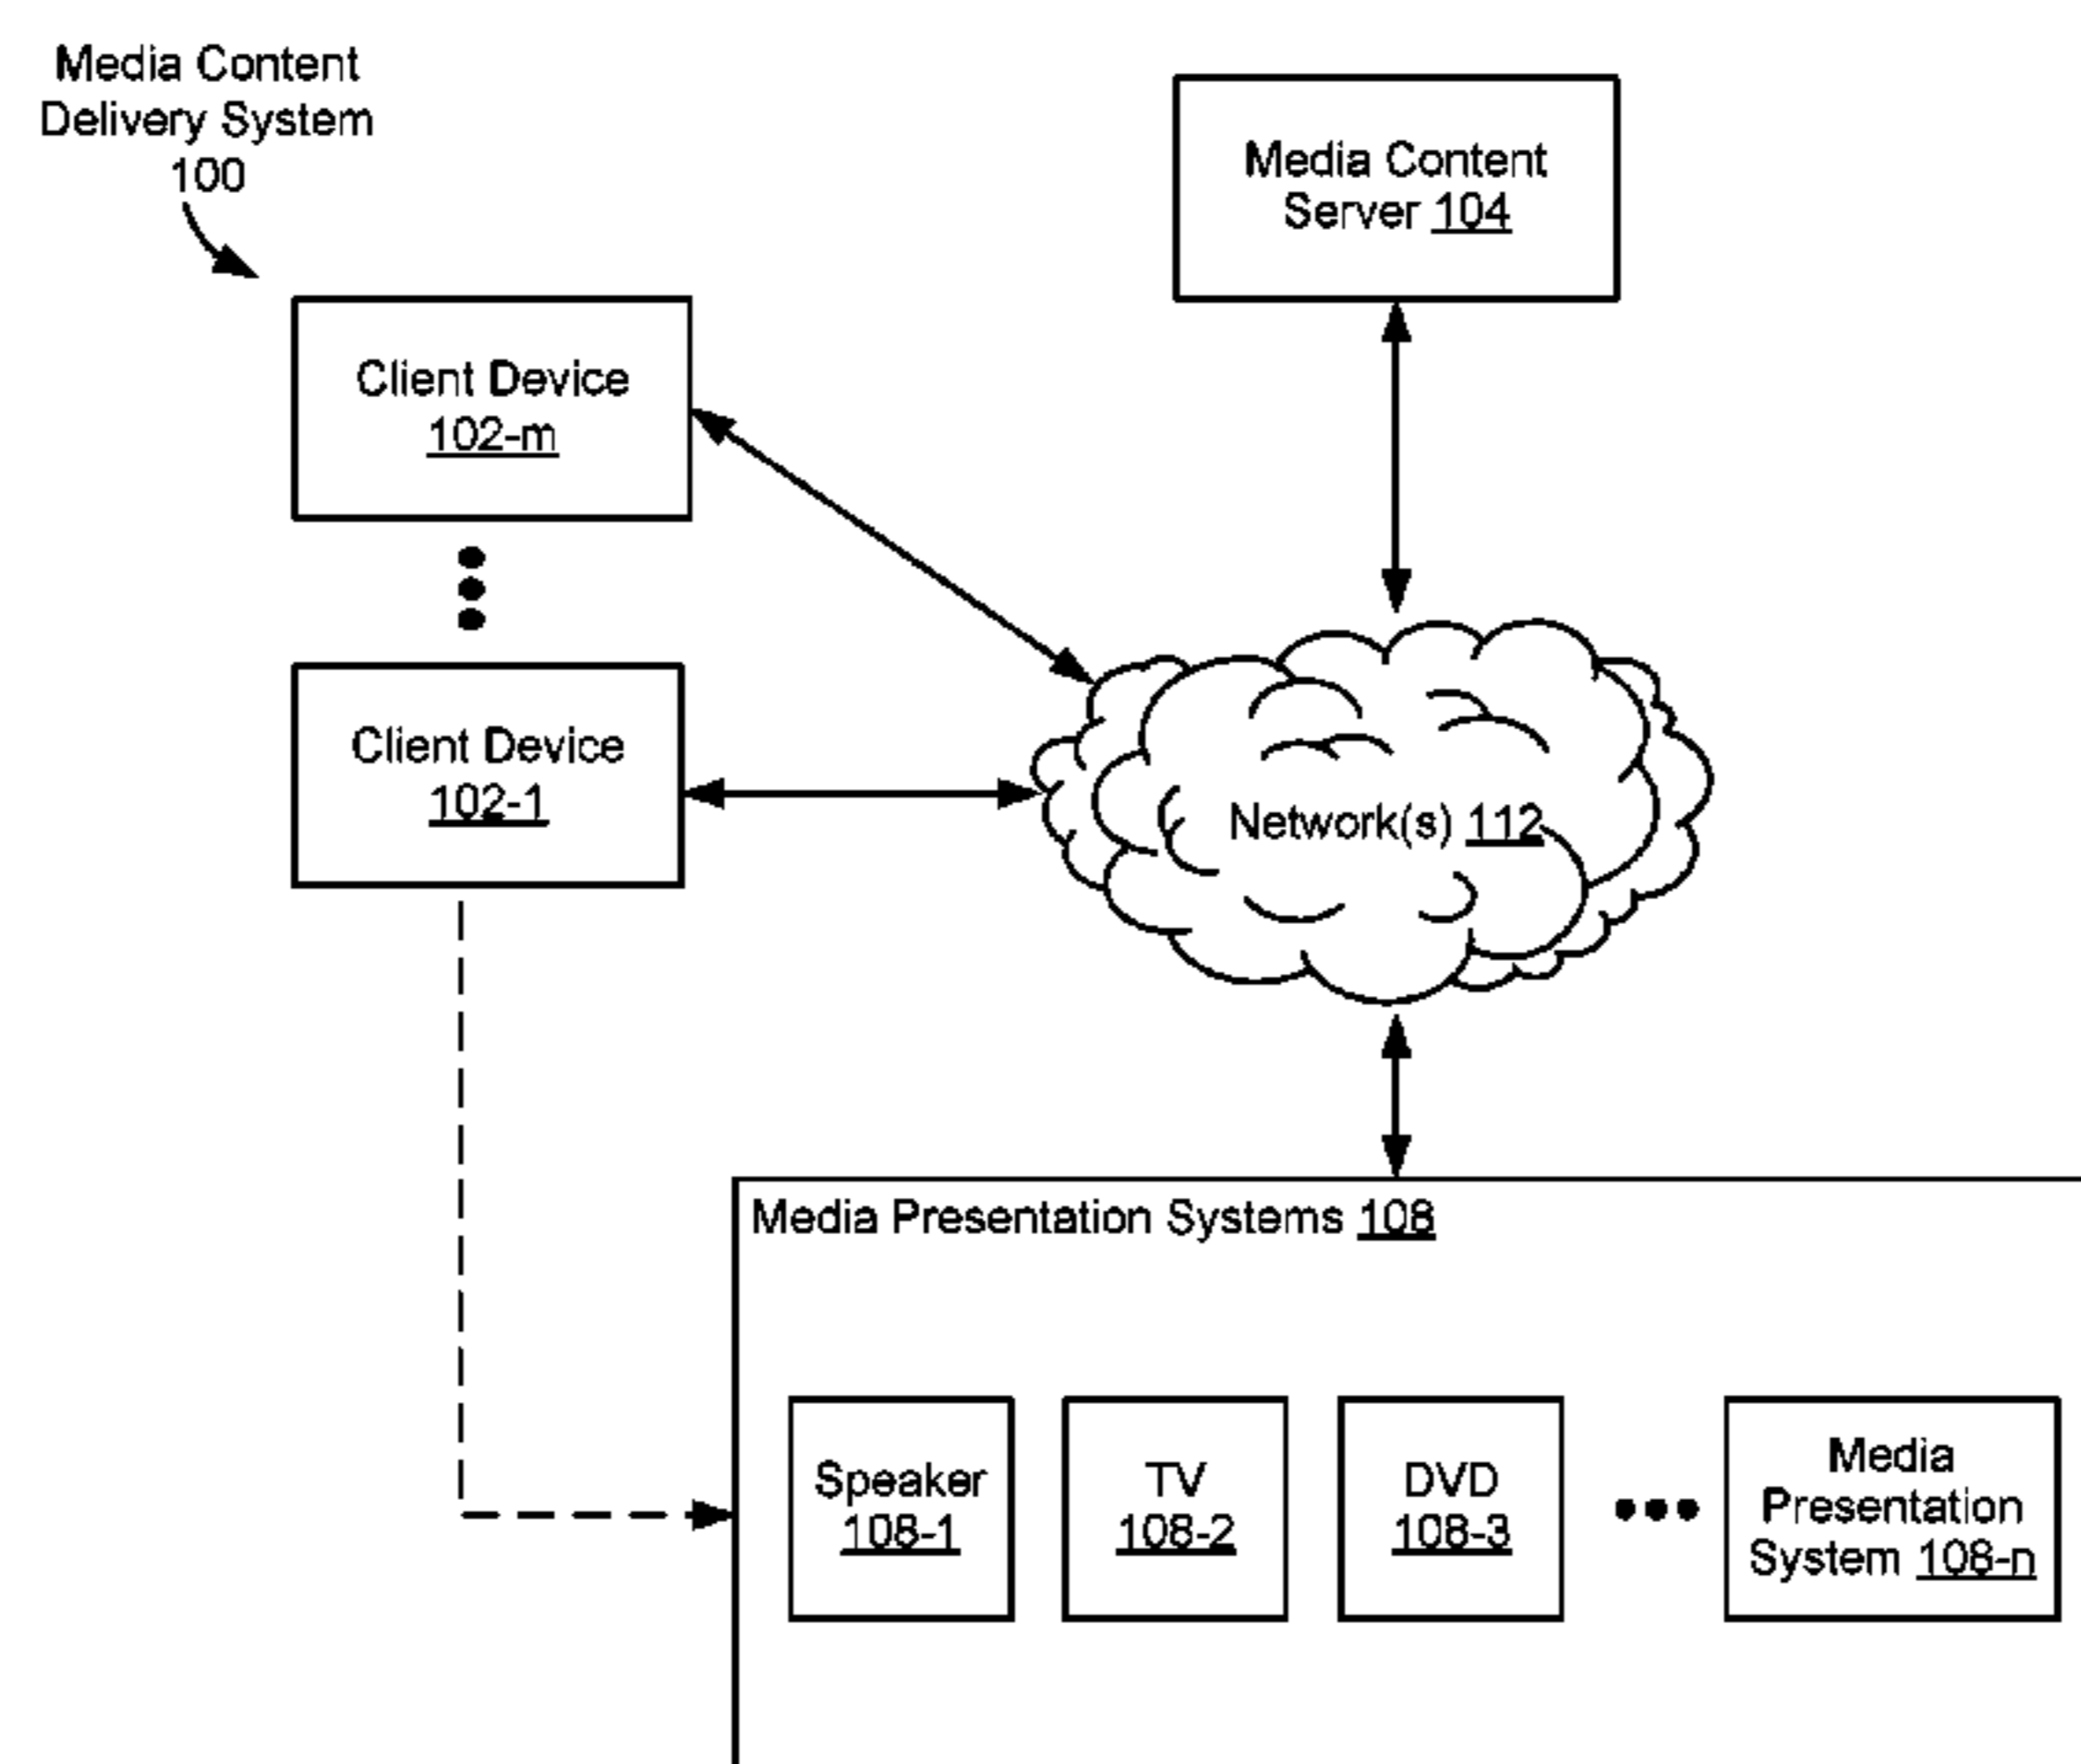 Media Content
Delivery System
100
Media Content
Server 104
Client Device
102-m
Client Device
102-1
Network(s) 112
Media Presentation Systems 108
Speaker
108-1
TV
108-2
DVD
108-3
Media
Presentation
System 108-n